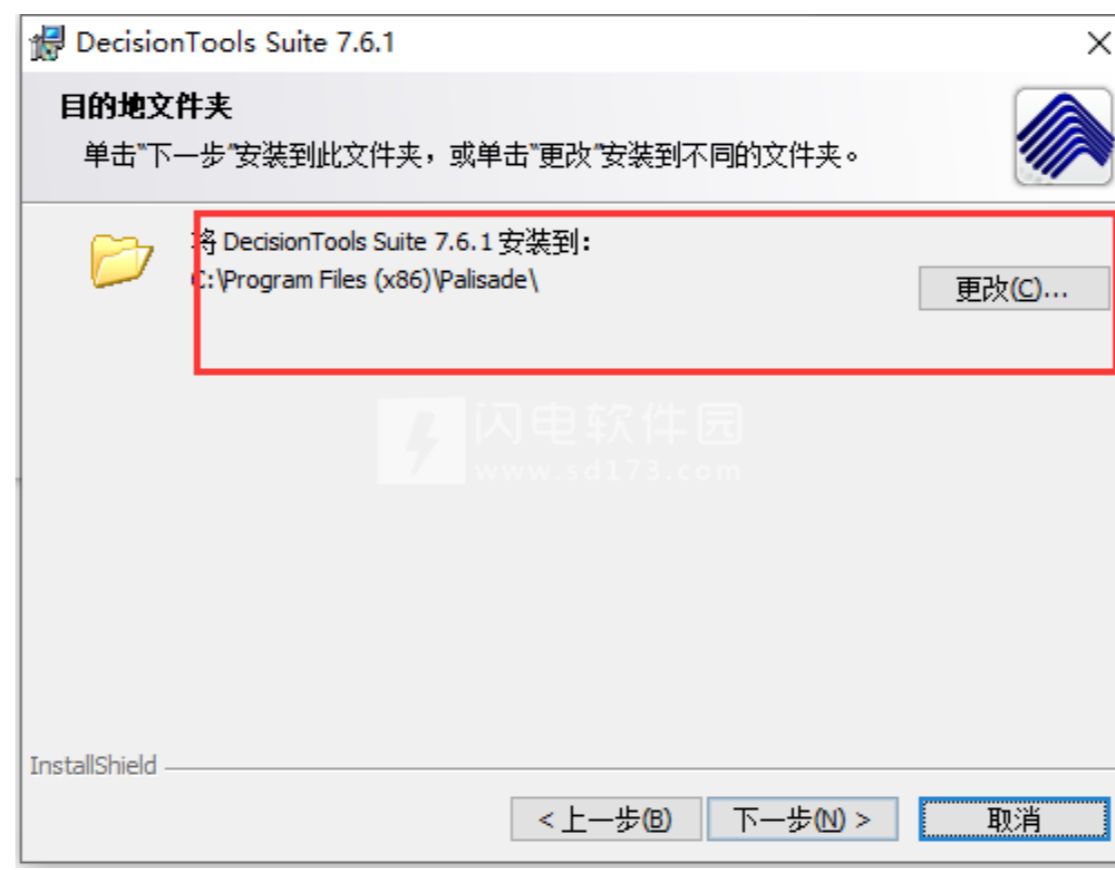 DecisionTools Suite 7.6.1
目的地文件夹
单击"下一步"安装到此文件夹，或单击"更改"安装到不同的文件夹。
将 DecisionTools Suite 7.6.1 安装到：
C:\Program Files (x86)\Palisade\
更改(C)...
闪电软件园
www.sd173.com
InstallShield
< 上一步(B)
下一步(N) >
取消